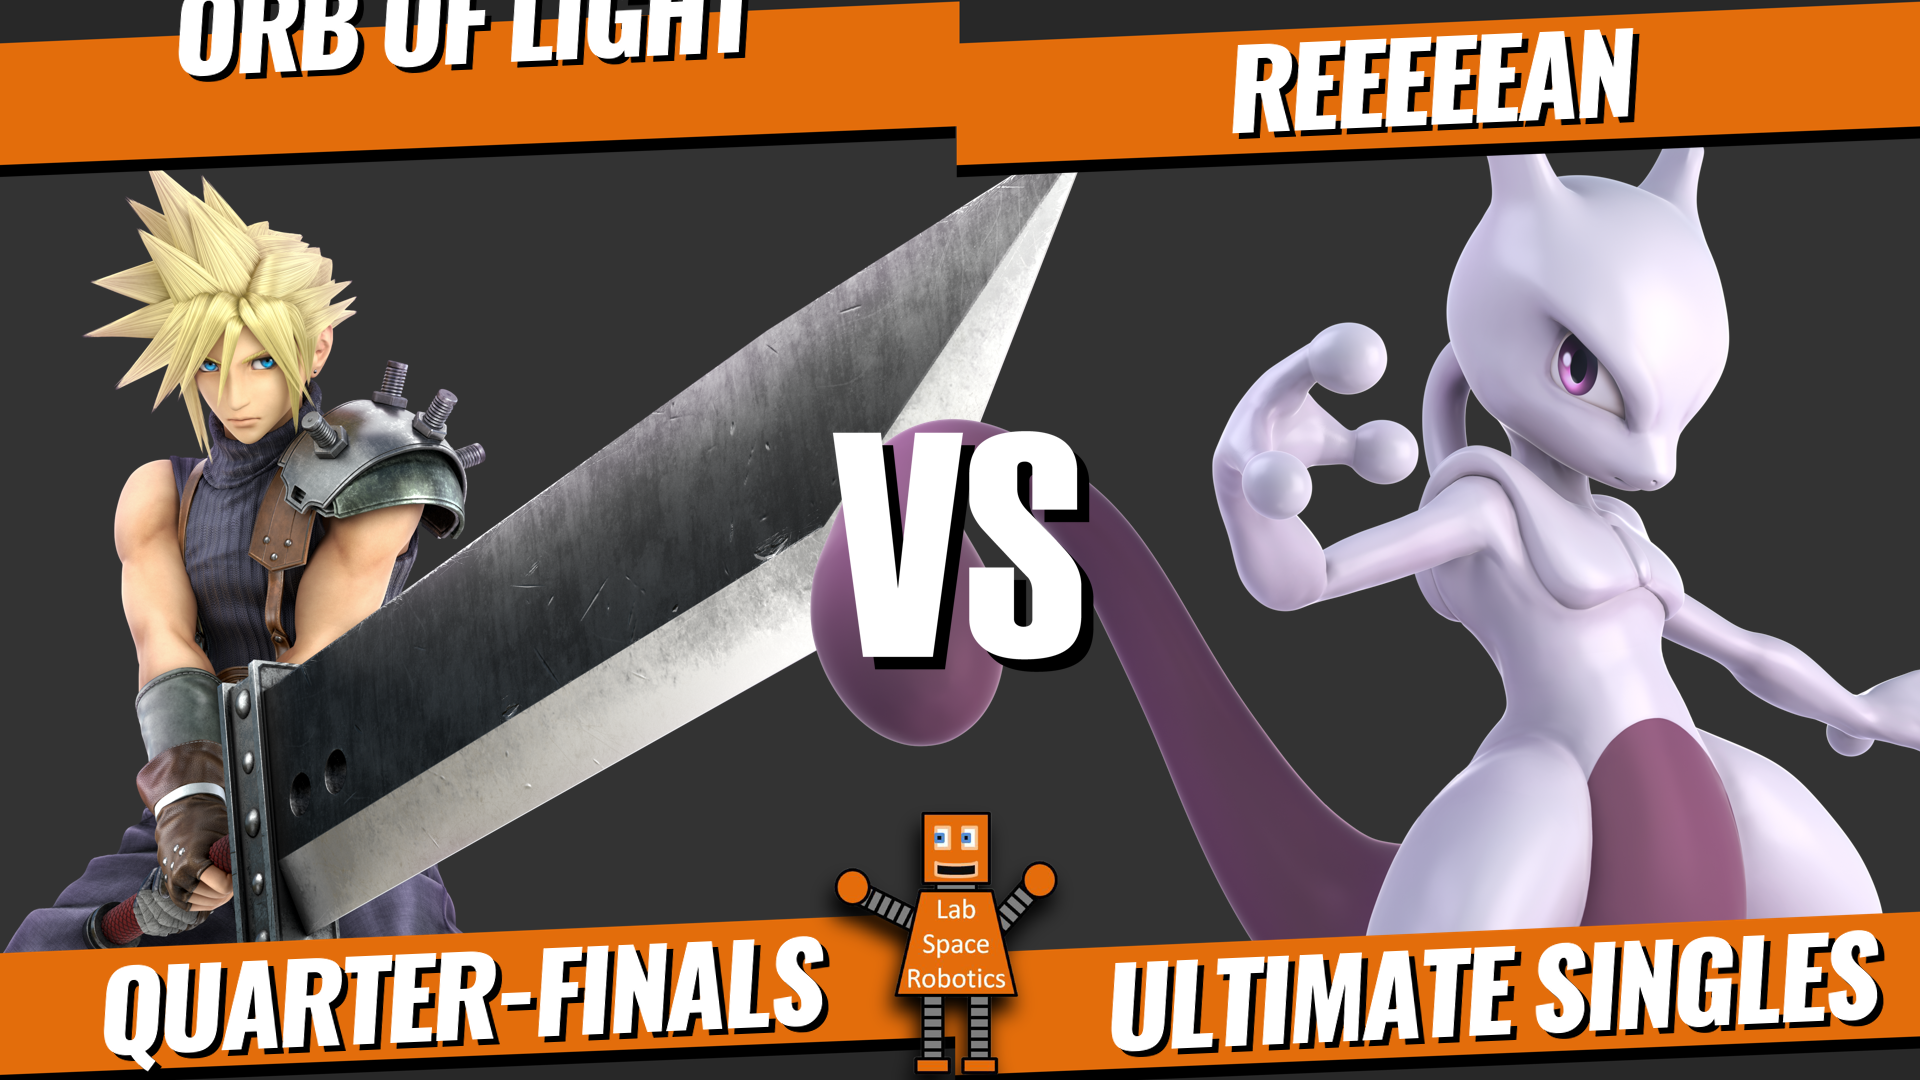 ORB OF LIGHT
REEEEEAN
VS
Lab
Space
Robotics
QUARTER-FINALS
ULTIMATE SINGLES